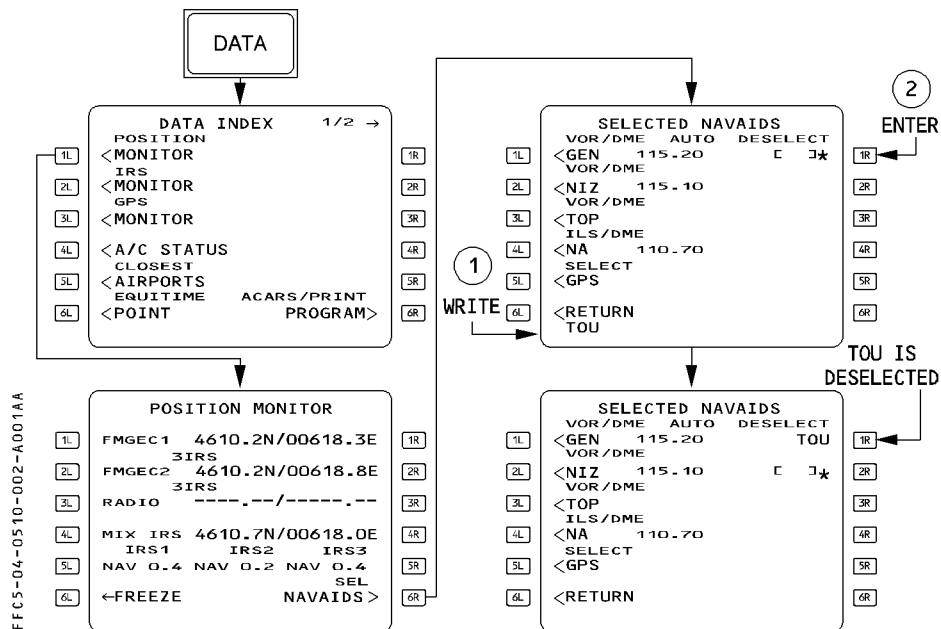 DATA
DATA INDEX 1/2 →
POSITION
1L <MONITOR 1R
IRS
2L <MONITOR 2R
GPS
3L <MONITOR 3R
4L <A/C STATUS 4R
CLOSEST
5L <AIRPORTS 5R
EQUITIME ACARS/PRINT
6L <POINT PROGRAM> 6R
POSITION MONITOR
1L FMGEC1 4610.2N/00618.3E 1R
3IRS
2L FMGEC2 4610.2N/00618.8E 2R
3IRS
3L RADIO ----.--/-----.-- 3R
4L MIX IRS 4610.7N/00618.0E 4R
IRS1 IRS2 IRS3
5L NAV 0.4 NAV 0.2 NAV 0.4 5R
SEL
6L ←FREEZE NAVAIDS> 6R
SELECTED NAVAIDS
VOR/DME AUTO DESELECT
1L <GEN 115.20 [ ]* 1R
VOR/DME
2L <NIZ 115.10 2R
VOR/DME
3L <TOP 3R
ILS/DME
4L <NA 110.70 4R
SELECT
5L <GPS 5R
6L <RETURN 6R
TOU
1
WRITE
2
ENTER
SELECTED NAVAIDS
VOR/DME AUTO DESELECT
1L <GEN 115.20 TOU 1R
VOR/DME
2L <NIZ 115.10 [ ]* 2R
VOR/DME
3L <TOP 3R
ILS/DME
4L <NA 110.70 4R
SELECT
5L <GPS 5R
6L <RETURN 6R
TOU IS
DESELECTED
FFC5-04-0510-002-A001AA